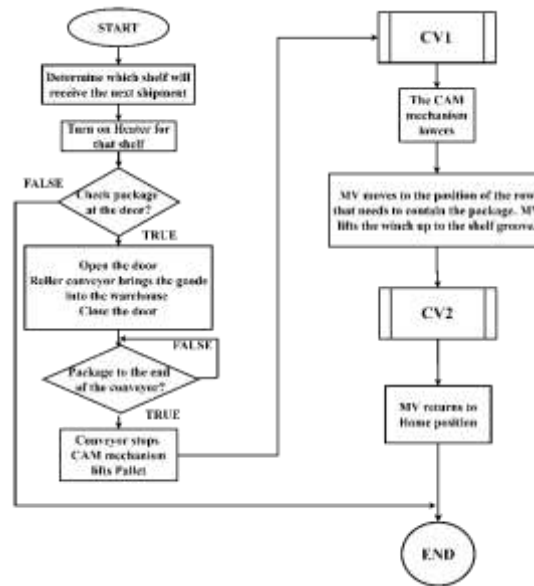 START
Determine which shelf will
receive the next shipment
Turn on Heater for
that shelf
FALSE
Check package
at the door?
TRUE
Open the door
Roller conveyor brings the goods
into the warehouse
Close the door
FALSE
Package to the end
of the conveyor?
TRUE
Conveyor stops
CAM mechanism
lifts Pallet
CV1
The CAM
mechanism
lowers
MV moves to the position of the row
that needs to contain the package. MV
lifts the winch up to the shelf groove.
CV2
MV returns to
Home position
END